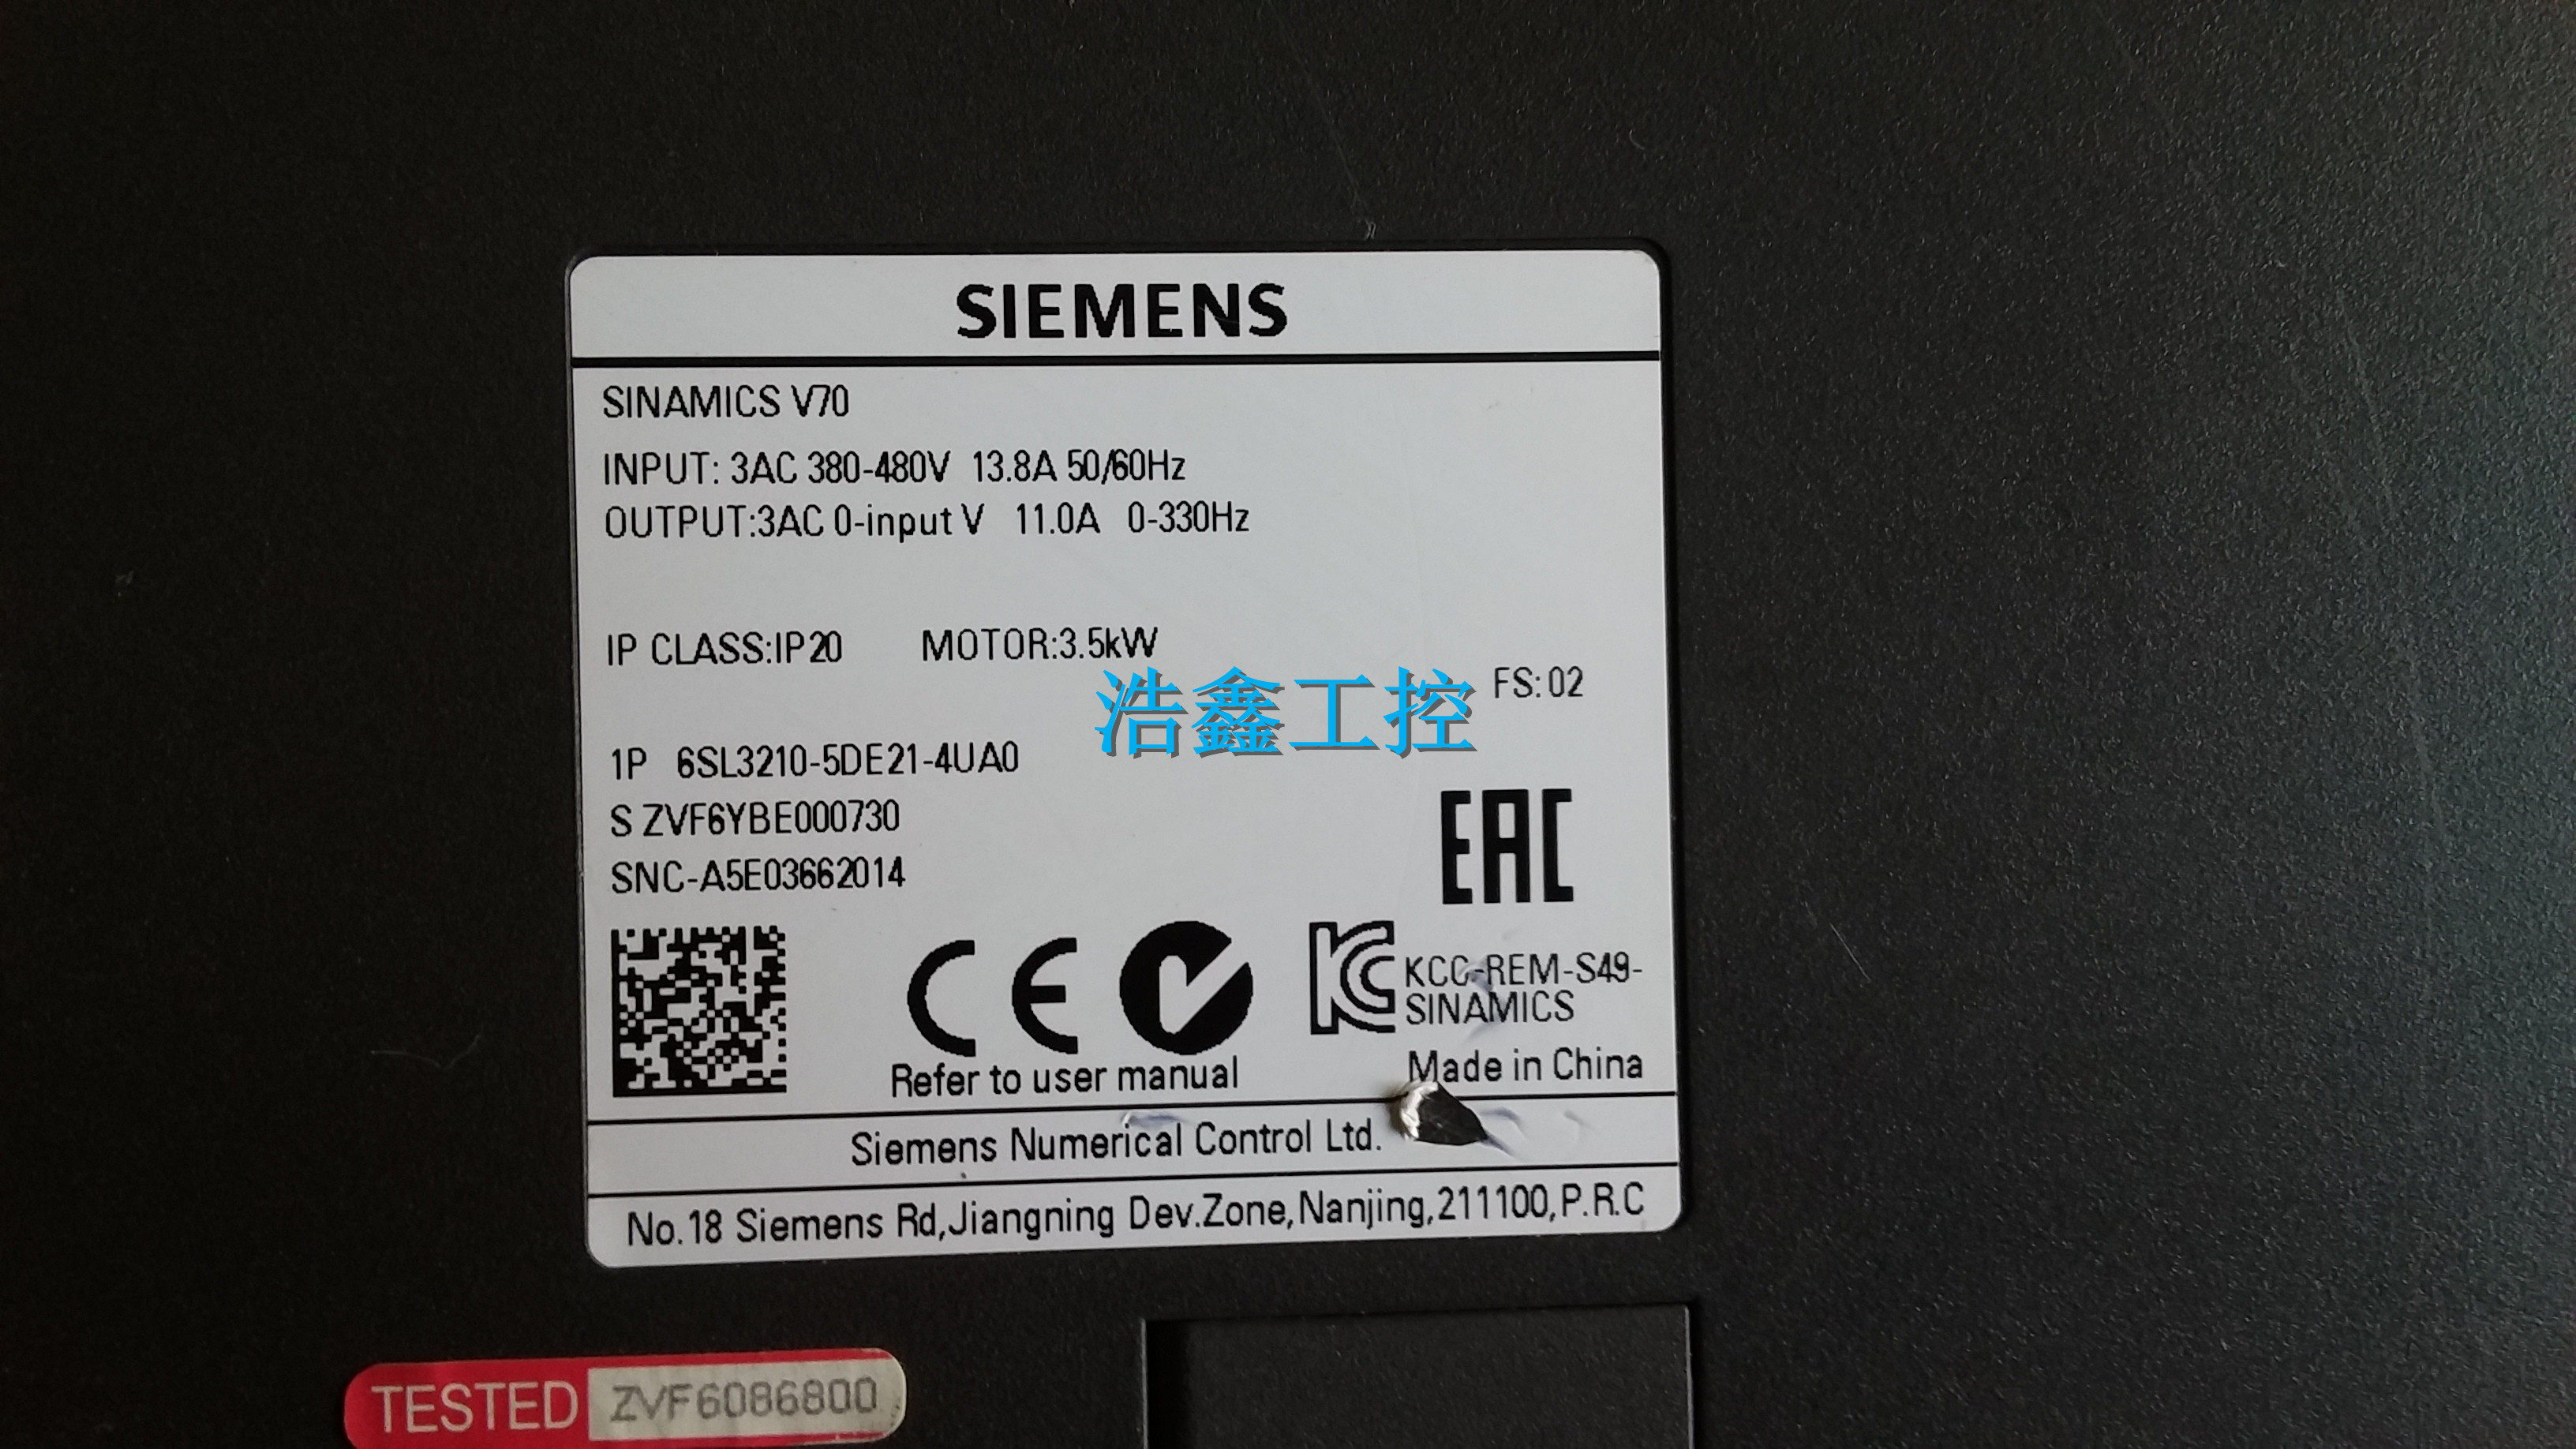 SIEMENS
SINAMICS V70
INPUT: 3AC 380-480V 13.8A 50/60Hz
OUTPUT:3AC 0-input V 11.0A 0-330Hz
IP CLASS:IP20 MOTOR:3.5kW
浩鑫工控
FS: 02
1P 6SL3210-5DE21-4UA0
S ZVF6YBE000730
SNC-A5E03662014
EAC
CE
KC
KCC-REM-S49-
SINAMICS
Refer to user manual
Made in China
Siemens Numerical Control Ltd.
No.18 Siemens Rd,Jiangning Dev.Zone,Nanjing,211100,P.R.C
TESTED ZVF6086800